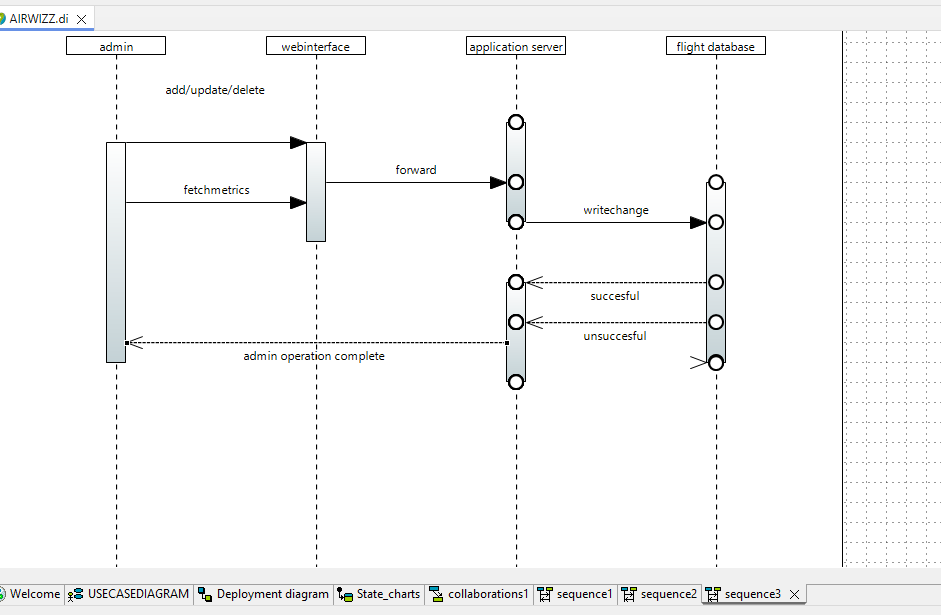 AIRWIZZ.di
admin
webinterface
application server
flight database
add/update/delete
forward
fetchmetrics
writechange
succesful
unsuccesful
admin operation complete
Welcome
USECASEDIAGRAM
Deployment diagram
State_charts
collaborations1
sequence1
sequence2
sequence3